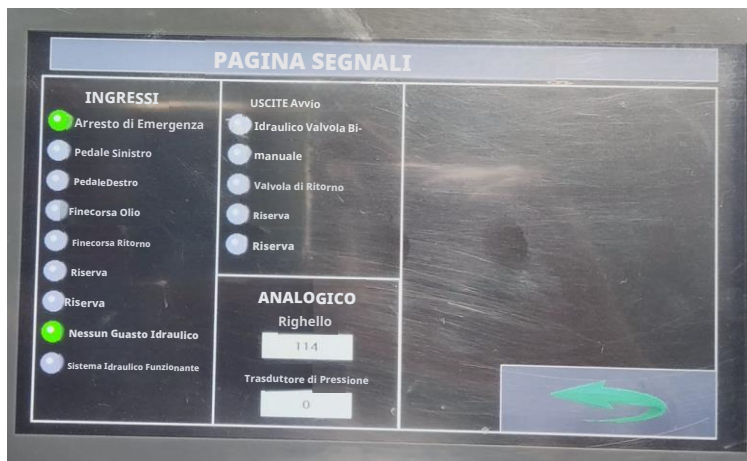 PAGINA SEGNALI
INGRESSI
Arresto di Emergenza
Pedale Sinistro
PedaleDestro
Finecorsa Olio
Finecorsa Ritorno
Riserva
Riserva
Nessun Guasto Idraulico
Sistema Idraulico Funzionante
USCITE Avvio
Idraulico Valvola Bi-
manuale
Valvola di Ritorno
Riserva
Riserva
ANALOGICO
Righello
114
Trasduttore di Pressione
0